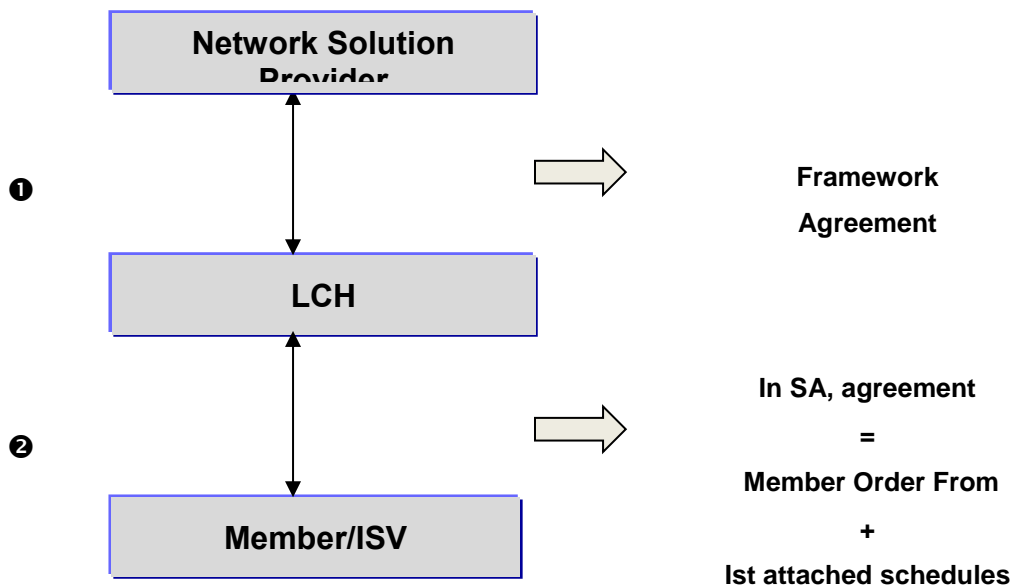 Network Solution
Provider
❶
Framework
Agreement
LCH
In SA, agreement
❷
=
Member Order From
+
Member/ISV
Ist attached schedules